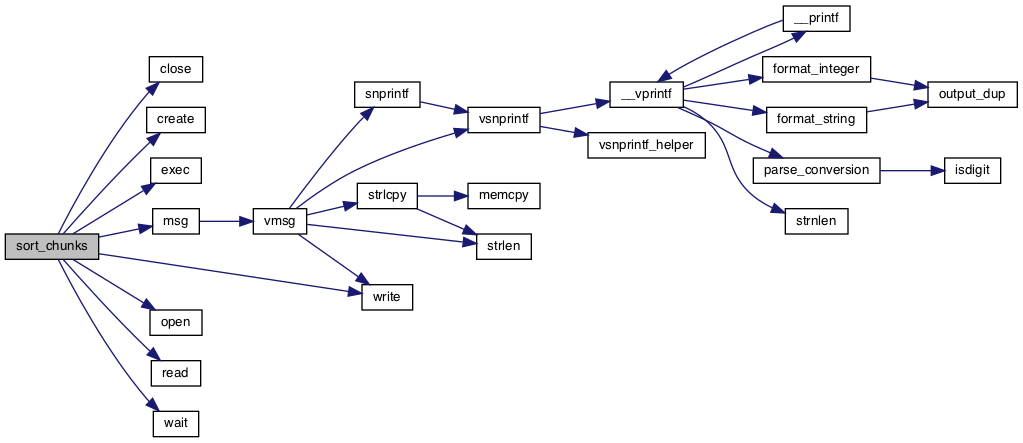 sort_chunks
close
create
exec
msg
open
read
wait
vmsg
snprintf
strlcpy
write
vsnprintf
memcpy
strlen
__vprintf
vsnprintf_helper
__printf
format_integer
format_string
parse_conversion
strnlen
output_dup
isdigit